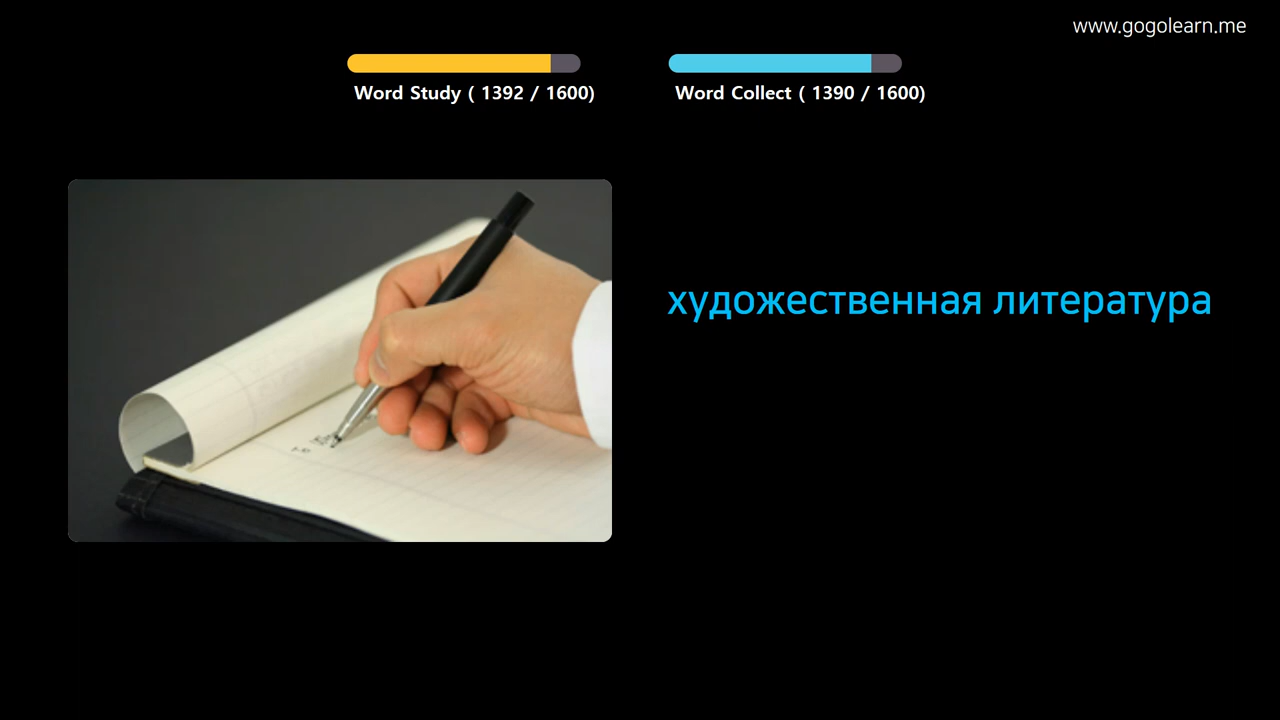 www.gogolearn.me
Word Study ( 1392 / 1600)
Word Collect ( 1390 / 1600)
художественная литература